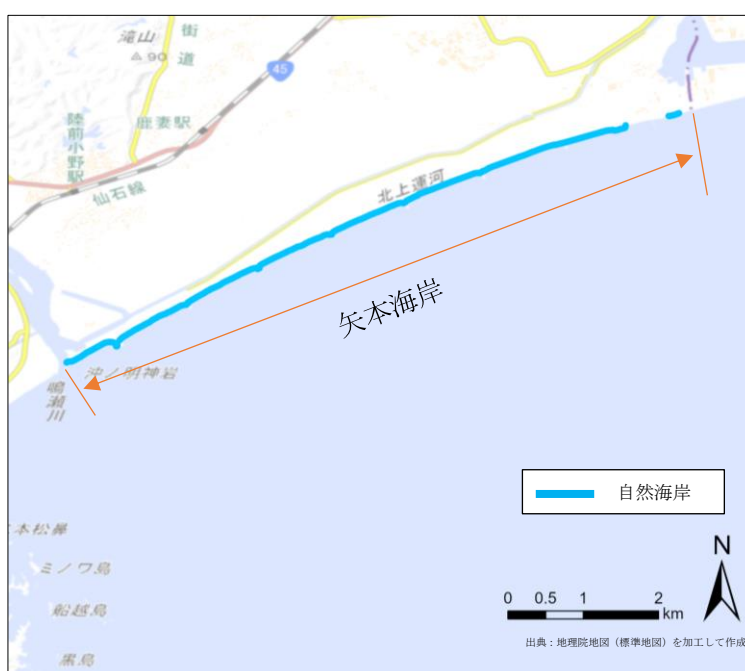 滝山
△90
街道
45
鹿妻駅
陸前小野駅
仙石線
北上運河
矢本海岸
沖ノ明神岩
鳴瀬川
自然海岸
本松鼻
ミノワ島
船越島
黒島
N
0 0.5 1 2
km
出典：地理院地図（標準地図）を加工して作成